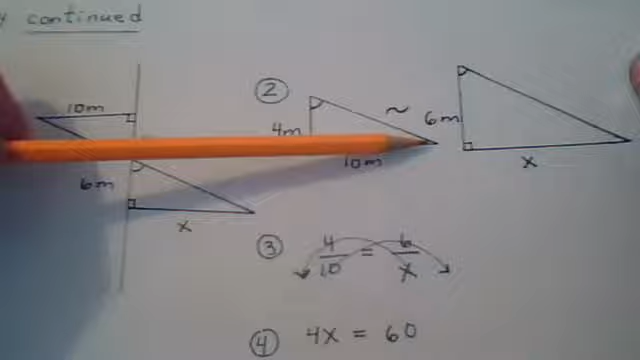 continued
10m
② 4m ~ 6m
10m
x
6m
x
③ 4/10 = 6/x
④ 4x = 60